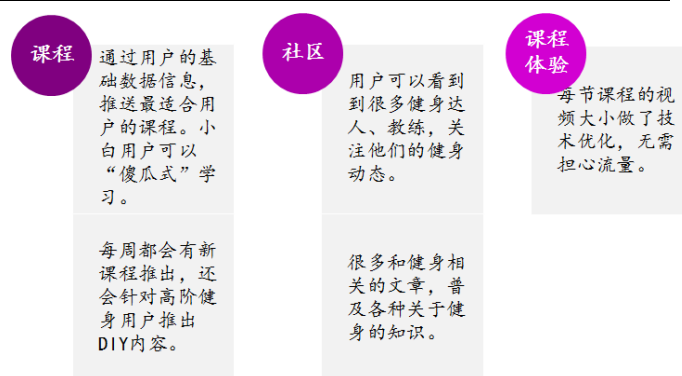 课程
通过用户的基
础数据信息，
推送最适合用
户的课程。小
白用户可以
“傻瓜式”学
习。
每周都会有新
课程推出，还
会针对高阶健
身用户推出
DIY内容。
社区
用户可以看到
到很多健身达
人、教练，关
注他们的健身
动态。
很多和健身相
关的文章，普
及各种关于健
身的知识。
课程
体验
每节课程的视
频大小做了技
术优化，无需
担心流量。